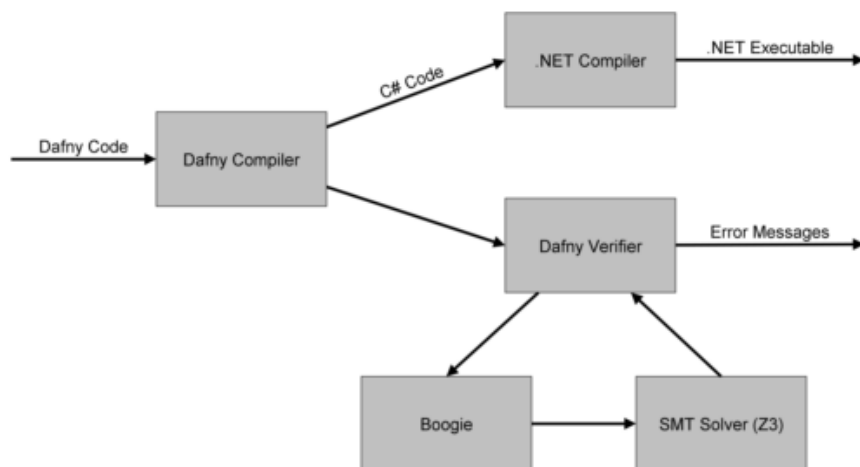 .NET Compiler
.NET Executable
C# Code
Dafny Code
Dafny Compiler
Dafny Verifier
Error Messages
Boogie
SMT Solver (Z3)